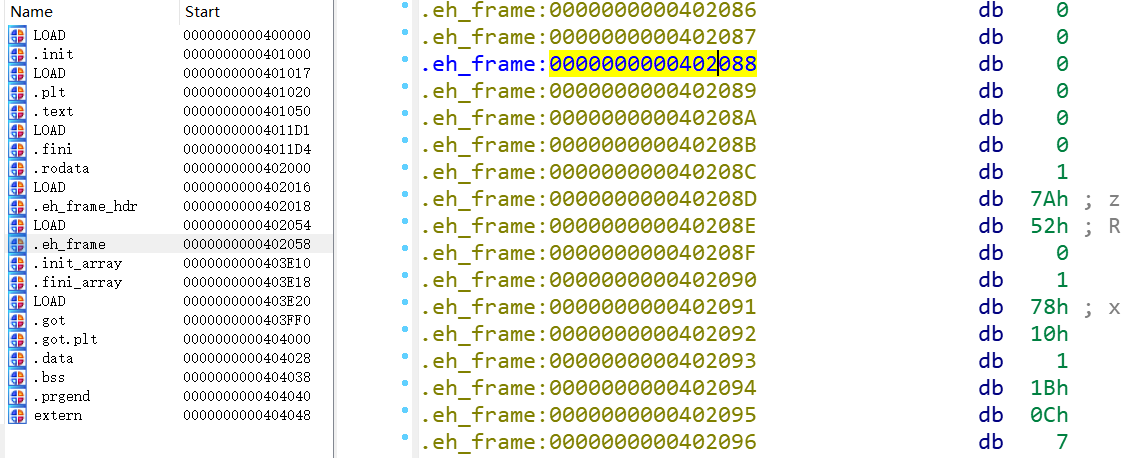 Name Start
LOAD 0000000000400000
.init 0000000000401000
LOAD 0000000000401017
.plt 0000000000401020
.text 0000000000401050
LOAD 00000000004011D1
.fini 00000000004011D4
.rodata 0000000000402000
LOAD 0000000000402016
.eh_frame_hdr 0000000000402018
LOAD 0000000000402054
.eh_frame 0000000000402058
.init_array 0000000000403E10
.fini_array 0000000000403E18
LOAD 0000000000403E20
.got 0000000000403FF0
.got.plt 0000000000404000
.data 0000000000404028
.bss 0000000000404038
.prgend 0000000000404040
extern 0000000000404048
.eh_frame:0000000000402086 db 0
.eh_frame:0000000000402087 db 0
.eh_frame:0000000000402088 db 0
.eh_frame:0000000000402089 db 0
.eh_frame:000000000040208A db 0
.eh_frame:000000000040208B db 0
.eh_frame:000000000040208C db 1
.eh_frame:000000000040208D db 7Ah ; z
.eh_frame:000000000040208E db 52h ; R
.eh_frame:000000000040208F db 0
.eh_frame:0000000000402090 db 1
.eh_frame:0000000000402091 db 78h ; x
.eh_frame:0000000000402092 db 10h
.eh_frame:0000000000402093 db 1
.eh_frame:0000000000402094 db 1Bh
.eh_frame:0000000000402095 db 0Ch
.eh_frame:0000000000402096 db 7